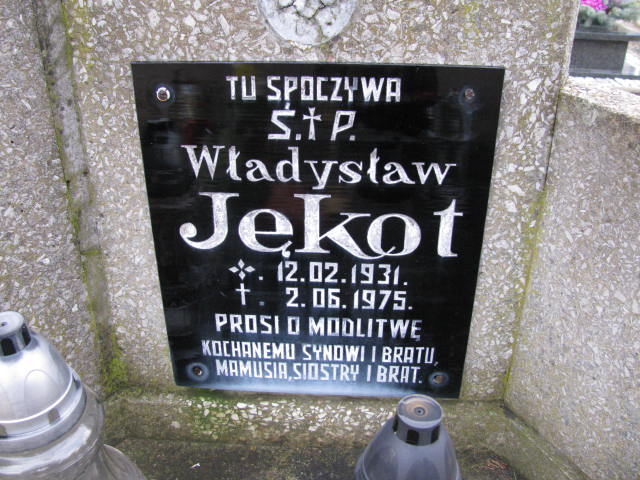 TU SPOCZYWA
Ś.†P.
Władysław
Jękot
12.02.1931.
† . 2.06.1975.
PROSI O MODLITWĘ
KOCHANEMU SYNOWI I BRATU,
MAMUSIA, SIOSTRY I BRAT.